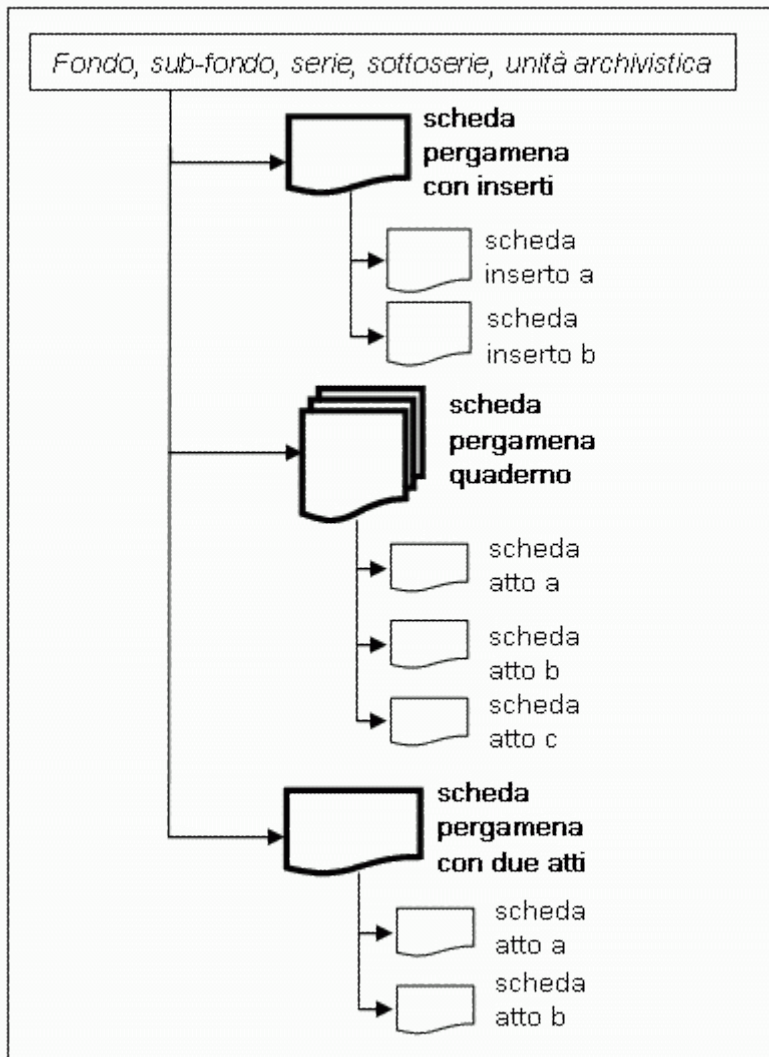 Fondo, sub-fondo, serie, sottoserie, unità archivistica
scheda
pergamena
con inserti
scheda
inserto a
scheda
inserto b
scheda
pergamena
quaderno
scheda
atto a
scheda
atto b
scheda
atto c
scheda
pergamena
con due atti
scheda
atto a
scheda
atto b